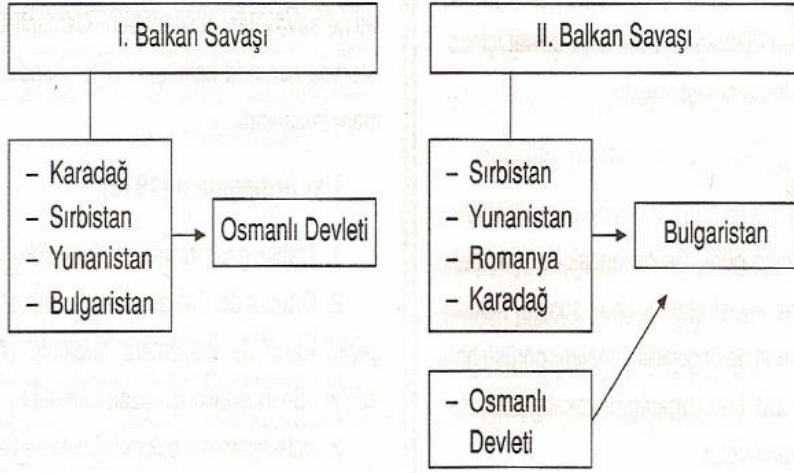 I. Balkan Savaşı
– Karadağ
– Sırbistan
Yunanistan
– Bulgaristan
Osmanlı Devleti
II. Balkan Savaşı
– Sırbistan
Yunanistan
– Romanya
– Karadağ
Bulgaristan
– Osmanlı
Devleti